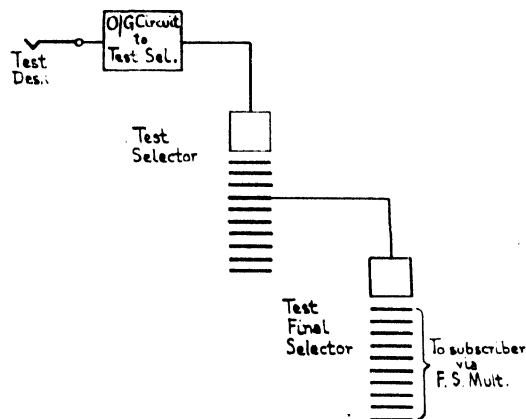 O/G Circuit
to
Test Sel.
Test
Des.
Test
Selector
Test
Final
Selector
To subscriber
via
F. S. Mult.